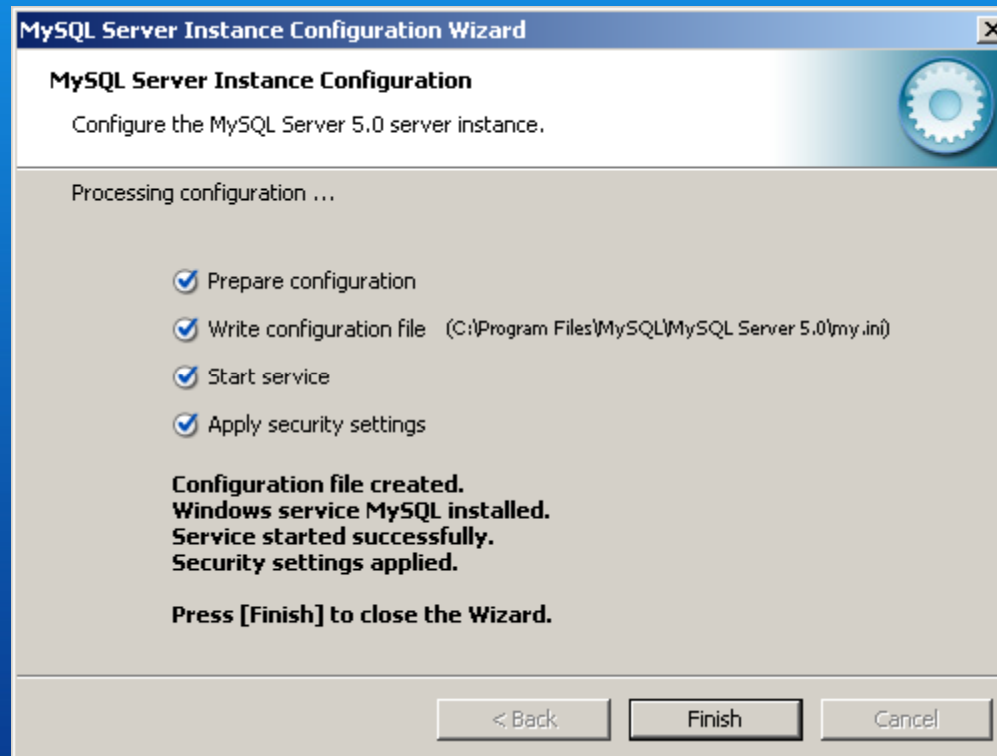 MySQL Server Instance Configuration Wizard
MySQL Server Instance Configuration
Configure the MySQL Server 5.0 server instance.
Processing configuration ...
Prepare configuration
Write configuration file (C:\Program Files\MySQL\MySQL Server 5.0\my.ini)
Start service
Apply security settings
Configuration file created.
Windows service MySQL installed.
Service started successfully.
Security settings applied.
Press [Finish] to close the Wizard.
< Back Finish Cancel